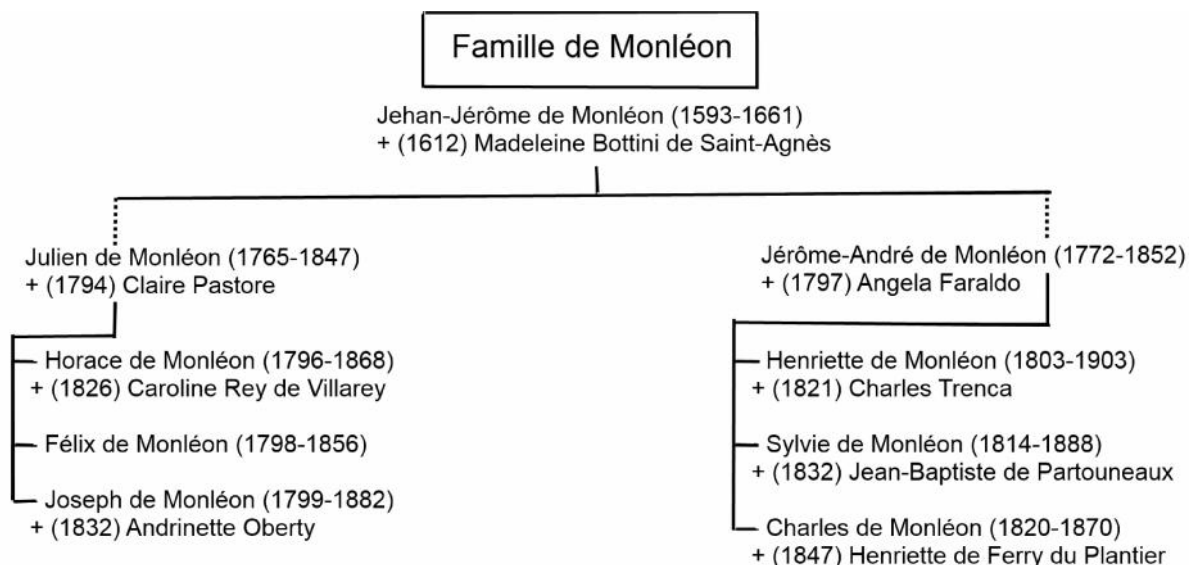 Famille de Monléon
Jehan-Jérôme de Monléon (1593-1661)
+ (1612) Madeleine Bottini de Saint-Agnès
Julien de Monléon (1765-1847)
+ (1794) Claire Pastore
Horace de Monléon (1796-1868)
+ (1826) Caroline Rey de Villarey
Félix de Monléon (1798-1856)
Joseph de Monléon (1799-1882)
+ (1832) Andrinette Oberty
Jérôme-André de Monléon (1772-1852)
+ (1797) Angela Faraldo
Henriette de Monléon (1803-1903)
+ (1821) Charles Trenca
Sylvie de Monléon (1814-1888)
+ (1832) Jean-Baptiste de Partouneaux
Charles de Monléon (1820-1870)
+ (1847) Henriette de Ferry du Plantier